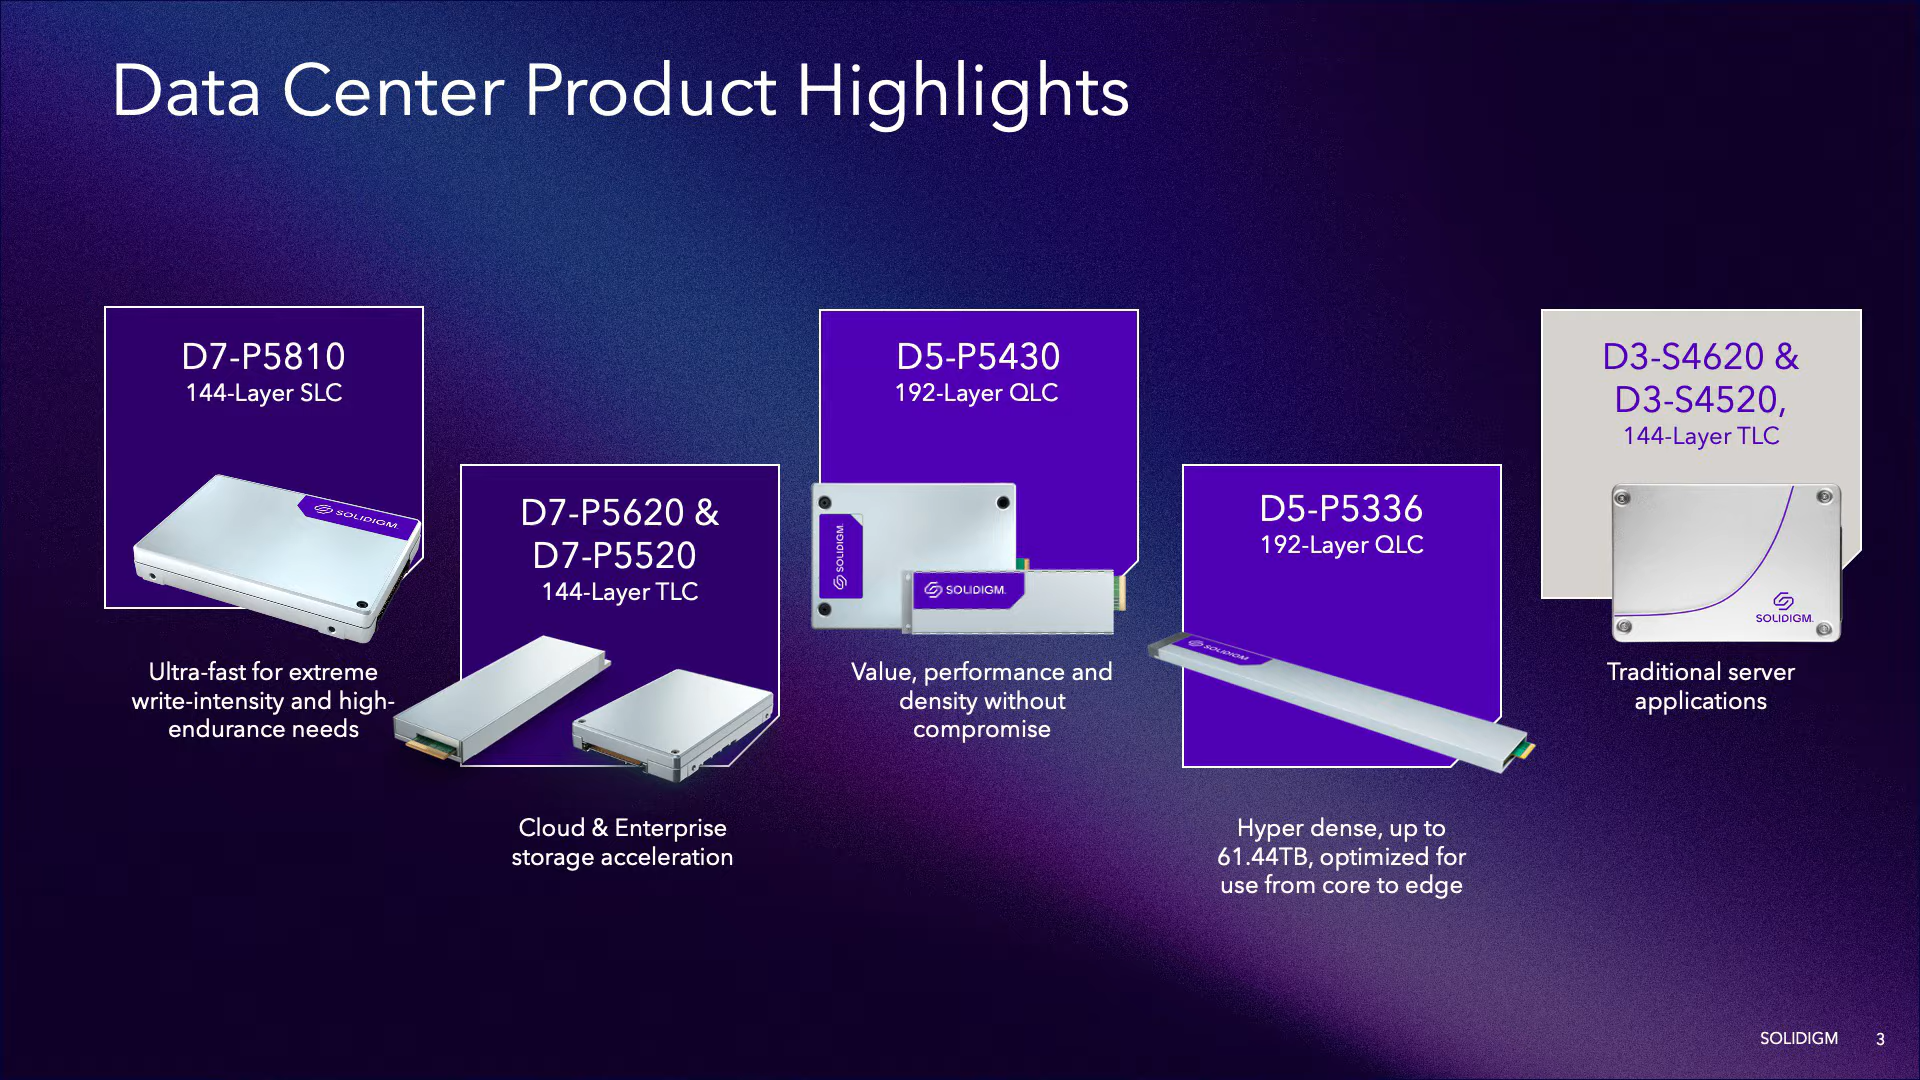 Data Center Product Highlights
D7-P5810
144-Layer SLC
SOLIDIGM.
Ultra-fast for extreme
write-intensity and high-
endurance needs
D7-P5620 &
D7-P5520
144-Layer TLC
Cloud & Enterprise
storage acceleration
D5-P5430
192-Layer QLC
SOLIDIGM.
SOLIDIGM.
Value, performance and
density without
compromise
D5-P5336
192-Layer QLC
SOLIDIGM
Hyper dense, up to
61.44TB, optimized for
use from core to edge
D3-S4620 &
D3-S4520,
144-Layer TLC
SOLIDIGM.
Traditional server
applications
SOLIDIGM 3